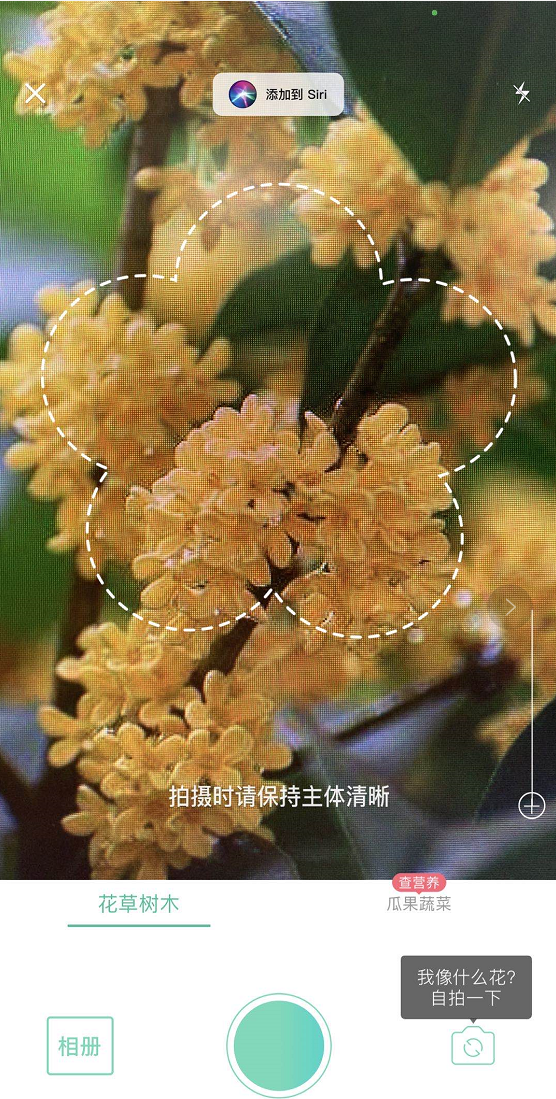 添加到 Siri
拍摄时请保持主体清晰
查营养
花草树木
瓜果蔬菜
我像什么花?
自拍一下
相册